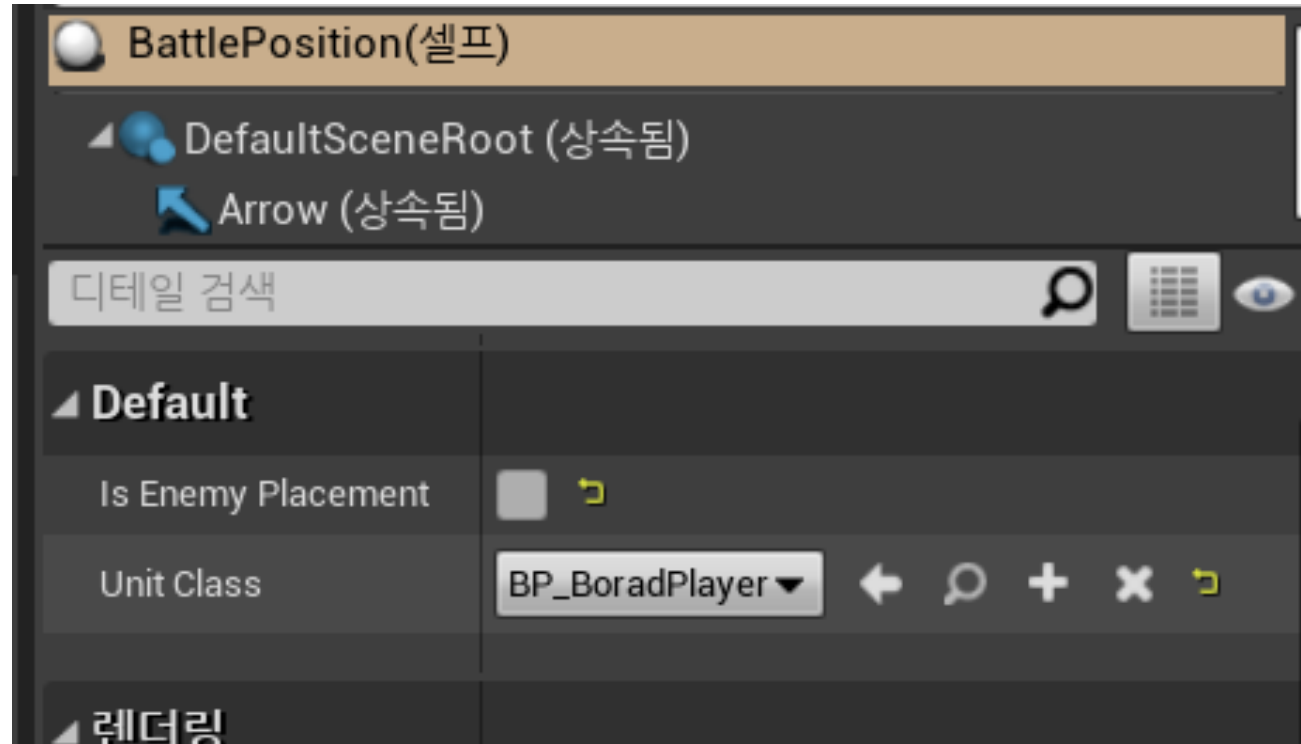 BattlePosition(셀프)
DefaultSceneRoot (상속됨)
Arrow (상속됨)
디테일 검색
Default
Is Enemy Placement
Unit Class BP_BoradPlayer
렌더링